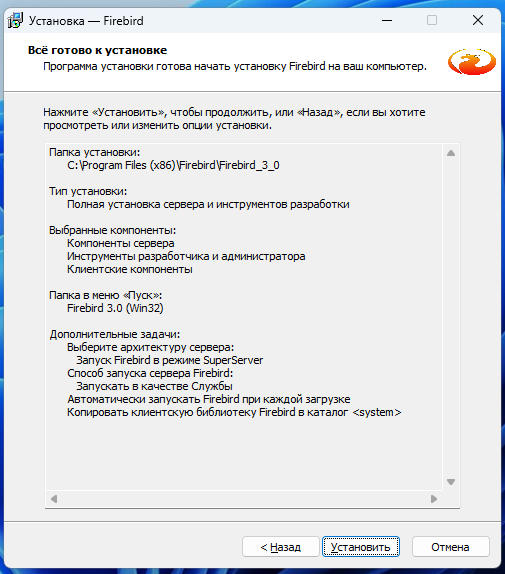 Установка — Firebird
Всё готово к установке
Программа установки готова начать установку Firebird на ваш компьютер.
Нажмите «Установить», чтобы продолжить, или «Назад», если вы хотите
просмотреть или изменить опции установки.
Папка установки:
C:\Program Files (x86)\Firebird\Firebird_3_0
Тип установки:
Полная установка сервера и инструментов разработки
Выбранные компоненты:
Компоненты сервера
Инструменты разработчика и администратора
Клиентские компоненты
Папка в меню «Пуск»:
Firebird 3.0 (Win32)
Дополнительные задачи:
Выберите архитектуру сервера:
Запуск Firebird в режиме SuperServer
Способ запуска сервера Firebird:
Запускать в качестве Службы
Автоматически запускать Firebird при каждой загрузке
Копировать клиентскую библиотеку Firebird в каталог <system>
< Назад Установить Отмена